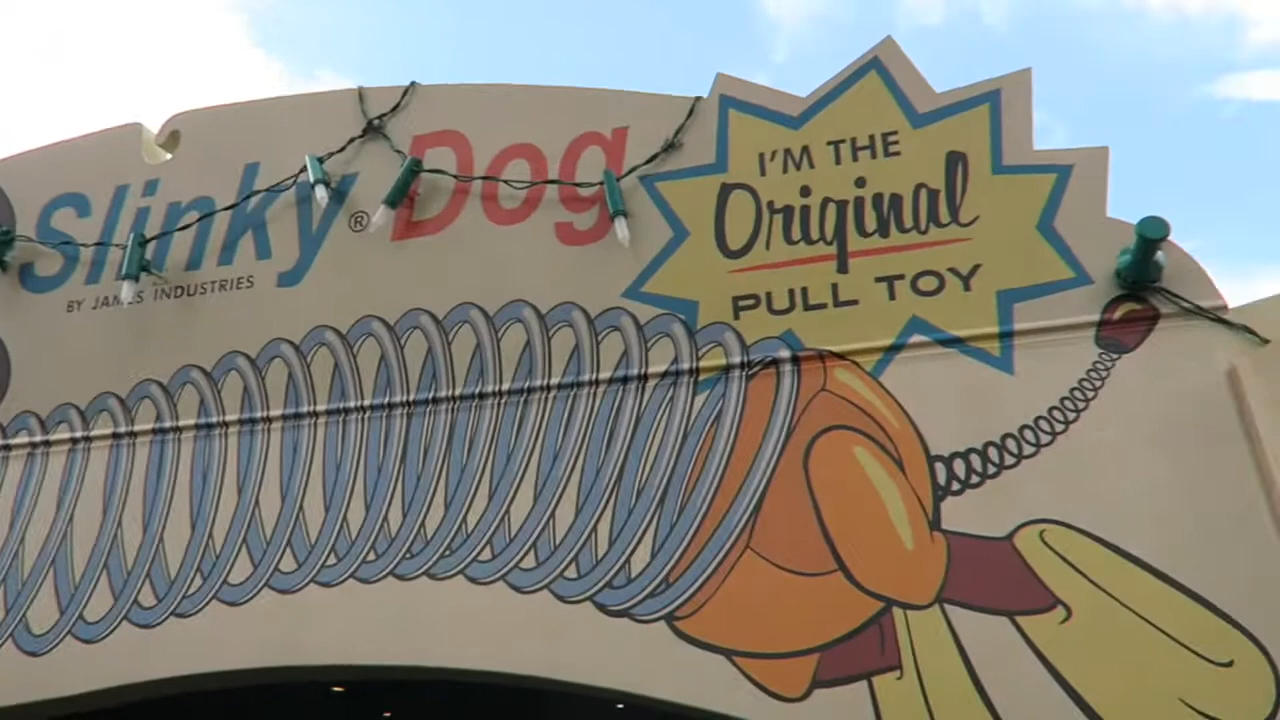 Slinky® Dog
BY JAMES INDUSTRIES
I'M THE
Original
PULL TOY